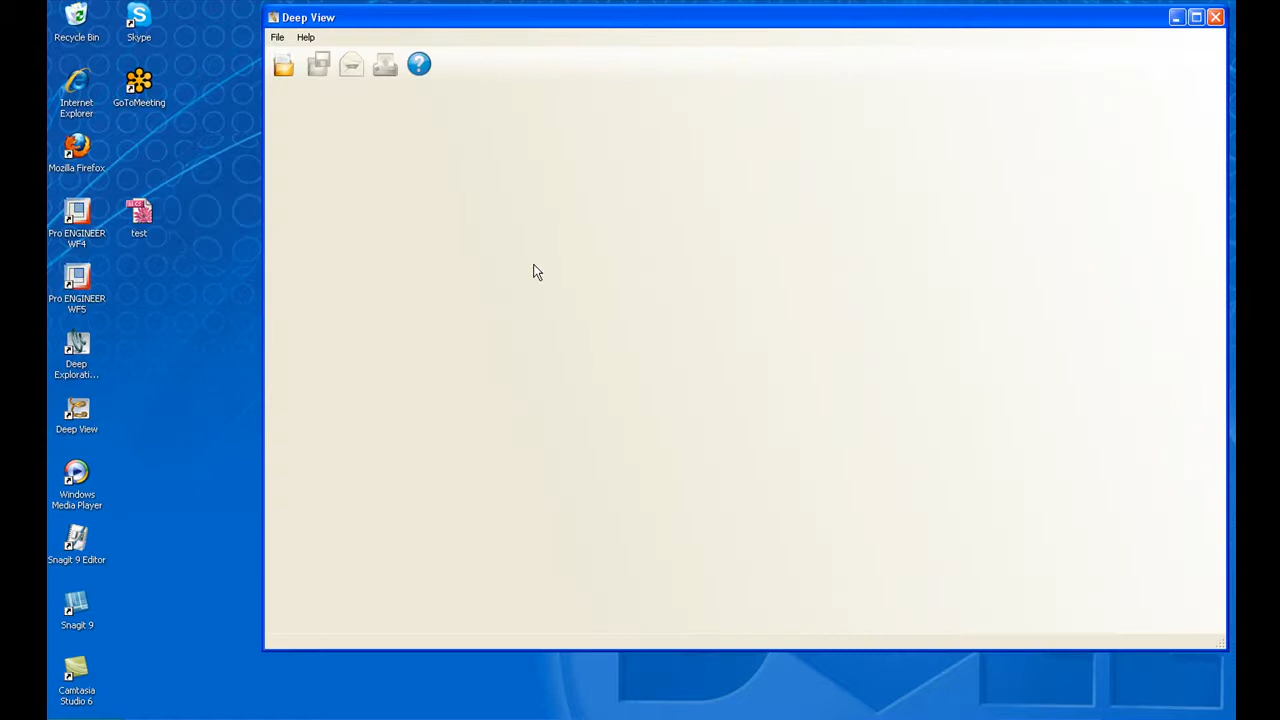 Deep View
File Help
?
Recycle Bin
Skype
Internet
Explorer
GoToMeeting
Mozilla Firefox
Pro ENGINEER
WF4
test
Pro ENGINEER
WF5
Deep
Explorati...
Deep View
Windows
Media Player
Snagit 9 Editor
Snagit 9
Camtasia
Studio 6